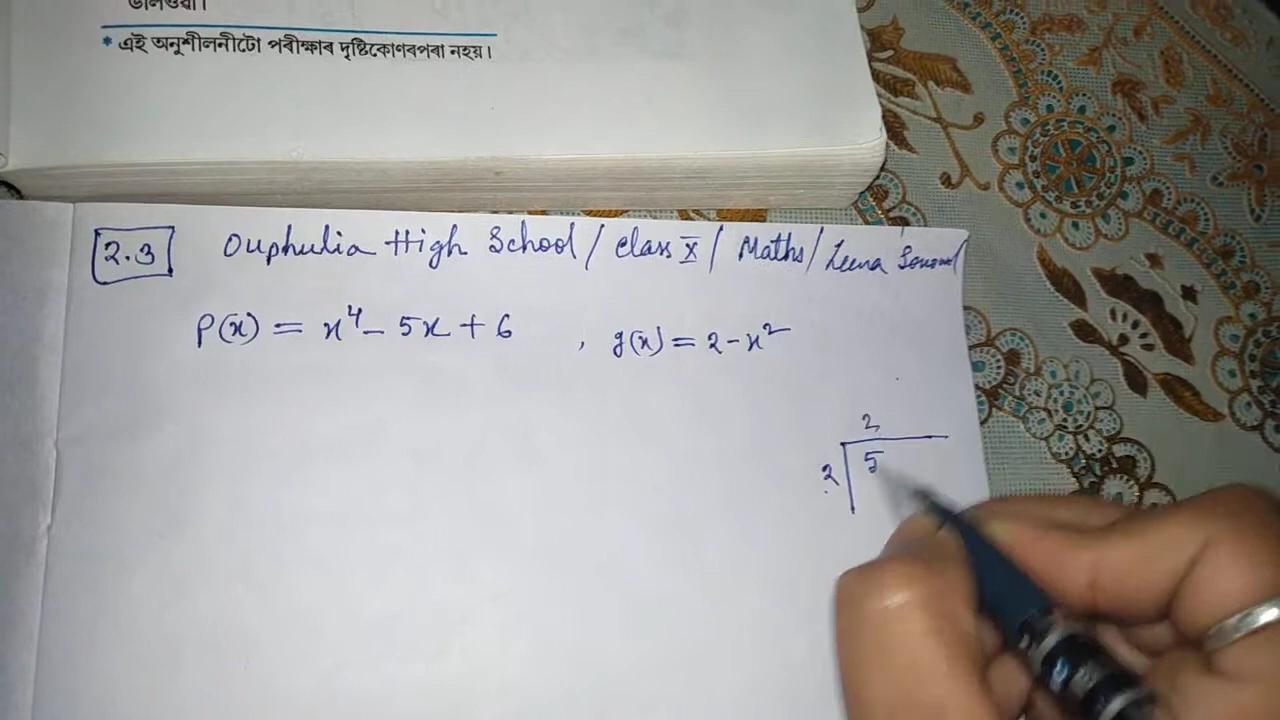 * এই অনুশীলনীটো পৰীক্ষাৰ দৃষ্টিকোণৰপৰা নহয়।
2.3 Ouphulia High School / Class X / Maths / Leena Sonowal
P(x) = x⁴ - 5x + 6 , g(x) = 2 - x²
2
2 5